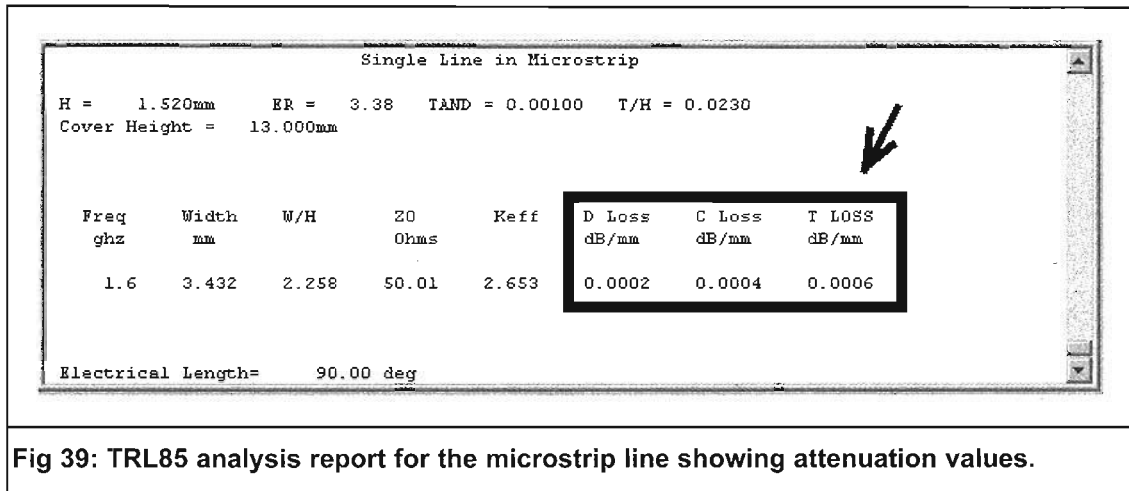 Single Line in Microstrip
H = 1.520mm ER = 3.38 TAND = 0.00100 T/H = 0.0230
Cover Height = 13.000mm
Freq Width W/H Z0 Keff D Loss C Loss T LOSS
ghz mm Ohms dB/mm dB/mm dB/mm
1.6 3.432 2.258 50.01 2.653 0.0002 0.0004 0.0006
Electrical Length= 90.00 deg
Fig 39: TRL85 analysis report for the microstrip line showing attenuation values.